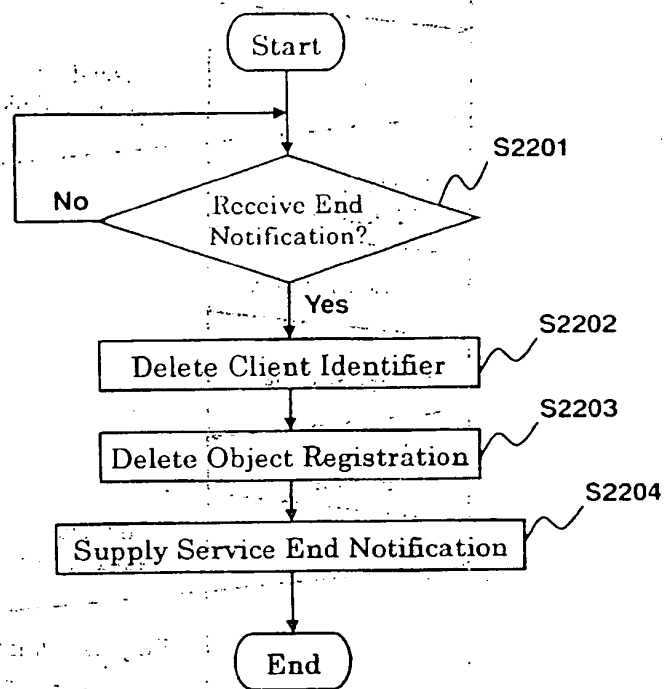 Start
S2201
No
Receive End
Notification?
Yes
S2202
Delete Client Identifier
S2203
Delete Object Registration
S2204
Supply Service End Notification
End